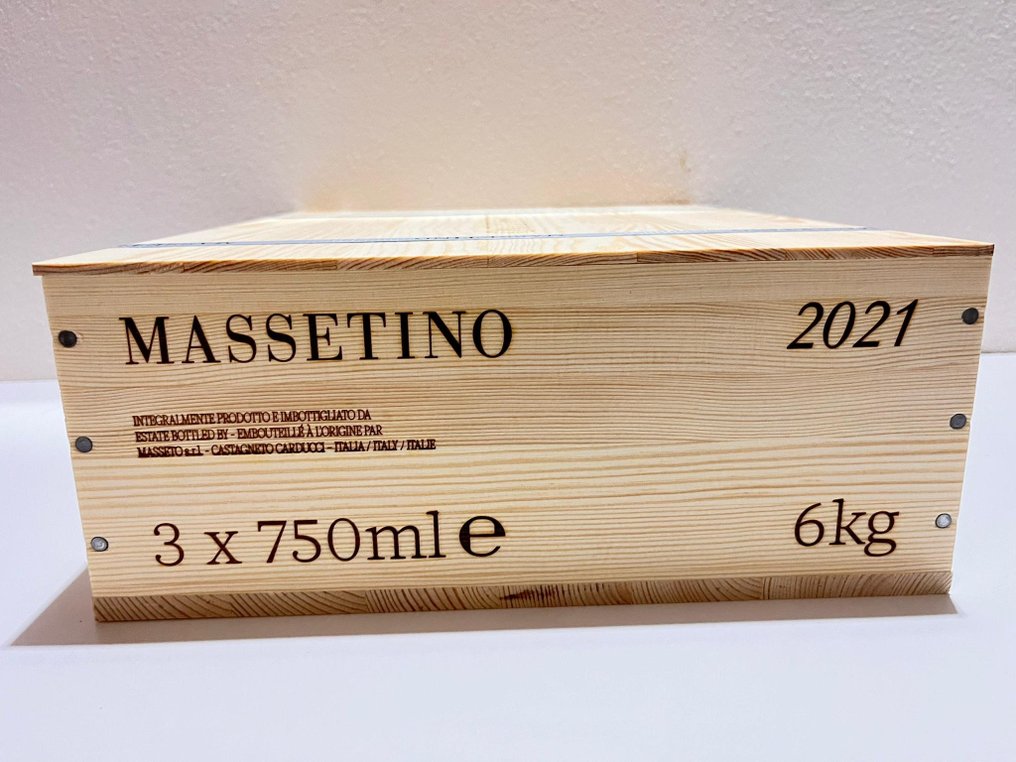 MASSETINO 2021
INTEGRALMENTE PRODOTTO E IMBOTTIGLIATO DA
ESTATE BOTTLED BY - EMBOUTEILLÉ À L'ORIGINE PAR
MASSETO s.r.l. - CASTAGNETO CARDUCCI - ITALIA / ITALY / ITALIE
3 x 750ml e 6kg